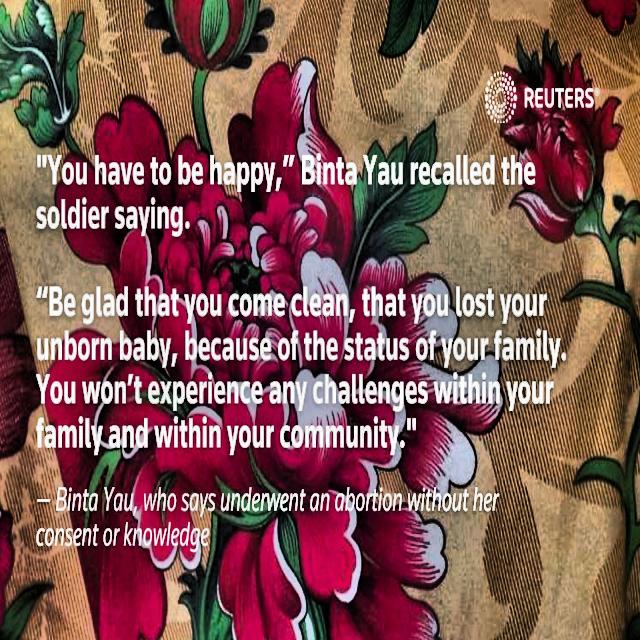 REUTERS
"You have to be happy,” Binta Yau recalled the
soldier saying.
“Be glad that you come clean, that you lost your
unborn baby, because of the status of your family.
You won’t experience any challenges within your
family and within your community."
– Binta Yau, who says underwent an abortion without her
consent or knowledge